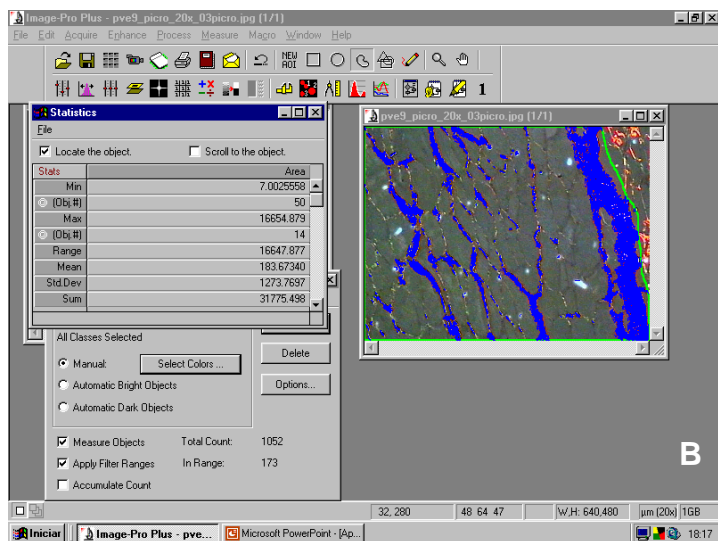 Image-Pro Plus - pve9_picro_20x_03picro.jpg (1/1)
File Edit Acquire Enhance Process Measure Macro Window Help
NEW
AOI
1
Statistics
File
Locate the object.
Scroll to the object.
Stats Area
Min 7.0025558
(Obj.#) 50
Max 16654.879
(Obj.#) 14
Range 16647.877
Mean 183.67340
Std.Dev 1273.7697
Sum 31775.498
pve9_picro_20x_03picro.jpg (1/1)
All Classes Selected
Manual: Select Colors ...
Automatic Bright Objects
Automatic Dark Objects
Delete
Options...
Measure Objects Total Count: 1052
Apply Filter Ranges In Range: 173
Accumulate Count
B
32, 280 48 64 47 W,H: 640,480 µm (20x) 1GB
Iniciar Image-Pro Plus - pve... Microsoft PowerPoint - [Ap... 18:17